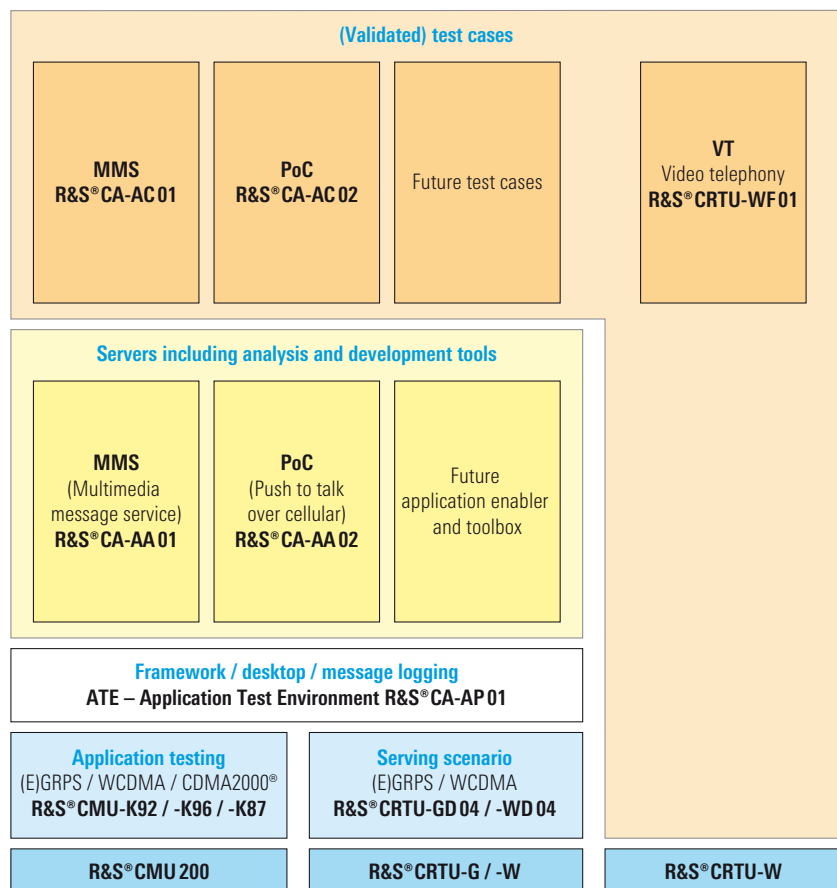 (Validated) test cases
MMS
R&S®CA-AC01
PoC
R&S®CA-AC02
Future test cases
VT
Video telephony
R&S®CRTU-WF01
Servers including analysis and development tools
MMS
(Multimedia
message service)
R&S®CA-AA01
PoC
(Push to talk
over cellular)
R&S®CA-AA02
Future
application enabler
and toolbox
Framework / desktop / message logging
ATE – Application Test Environment R&S®CA-AP01
Application testing
(E)GRPS / WCDMA / CDMA2000®
R&S®CMU-K92 / -K96 / -K87
Serving scenario
(E)GRPS / WCDMA
R&S®CRTU-GD04 / -WD04
R&S®CMU200
R&S®CRTU-G / -W
R&S®CRTU-W